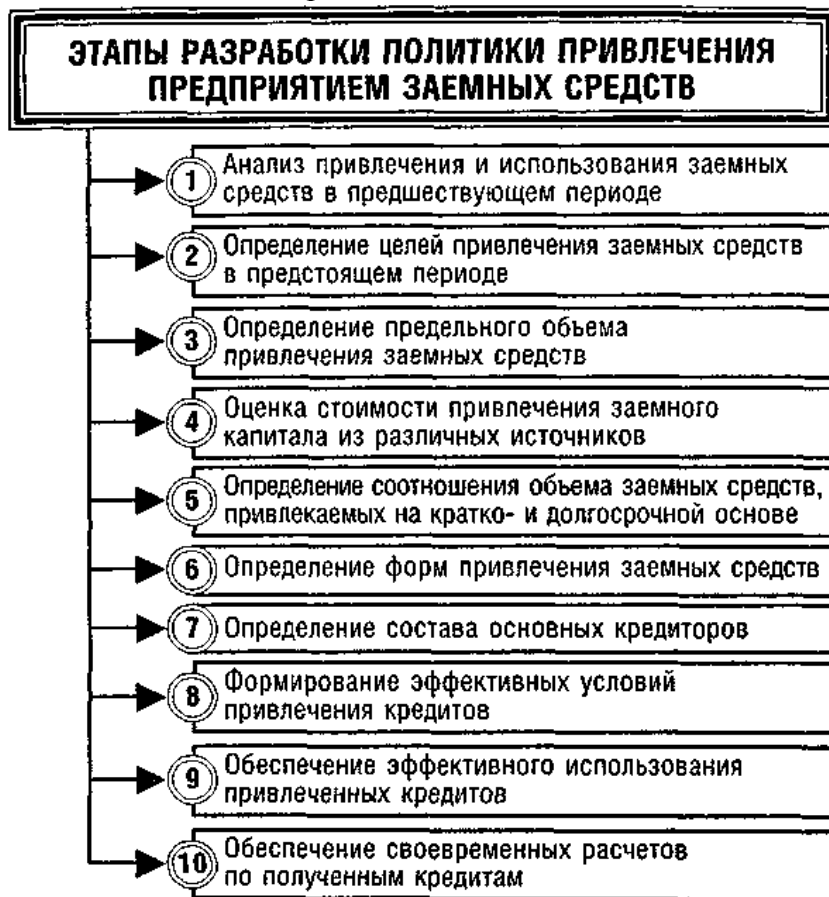 ЭТАПЫ РАЗРАБОТКИ ПОЛИТИКИ ПРИВЛЕЧЕНИЯ
ПРЕДПРИЯТИЕМ ЗАЕМНЫХ СРЕДСТВ
1 Анализ привлечения и использования заемных
средств в предшествующем периоде
2 Определение целей привлечения заемных средств
в предстоящем периоде
3 Определение предельного объема
привлечения заемных средств
4 Оценка стоимости привлечения заемного
капитала из различных источников
5 Определение соотношения объема заемных средств,
привлекаемых на кратко- и долгосрочной основе
6 Определение форм привлечения заемных средств
7 Определение состава основных кредиторов
8 Формирование эффективных условий
привлечения кредитов
9 Обеспечение эффективного использования
привлеченных кредитов
10 Обеспечение своевременных расчетов
по полученным кредитам